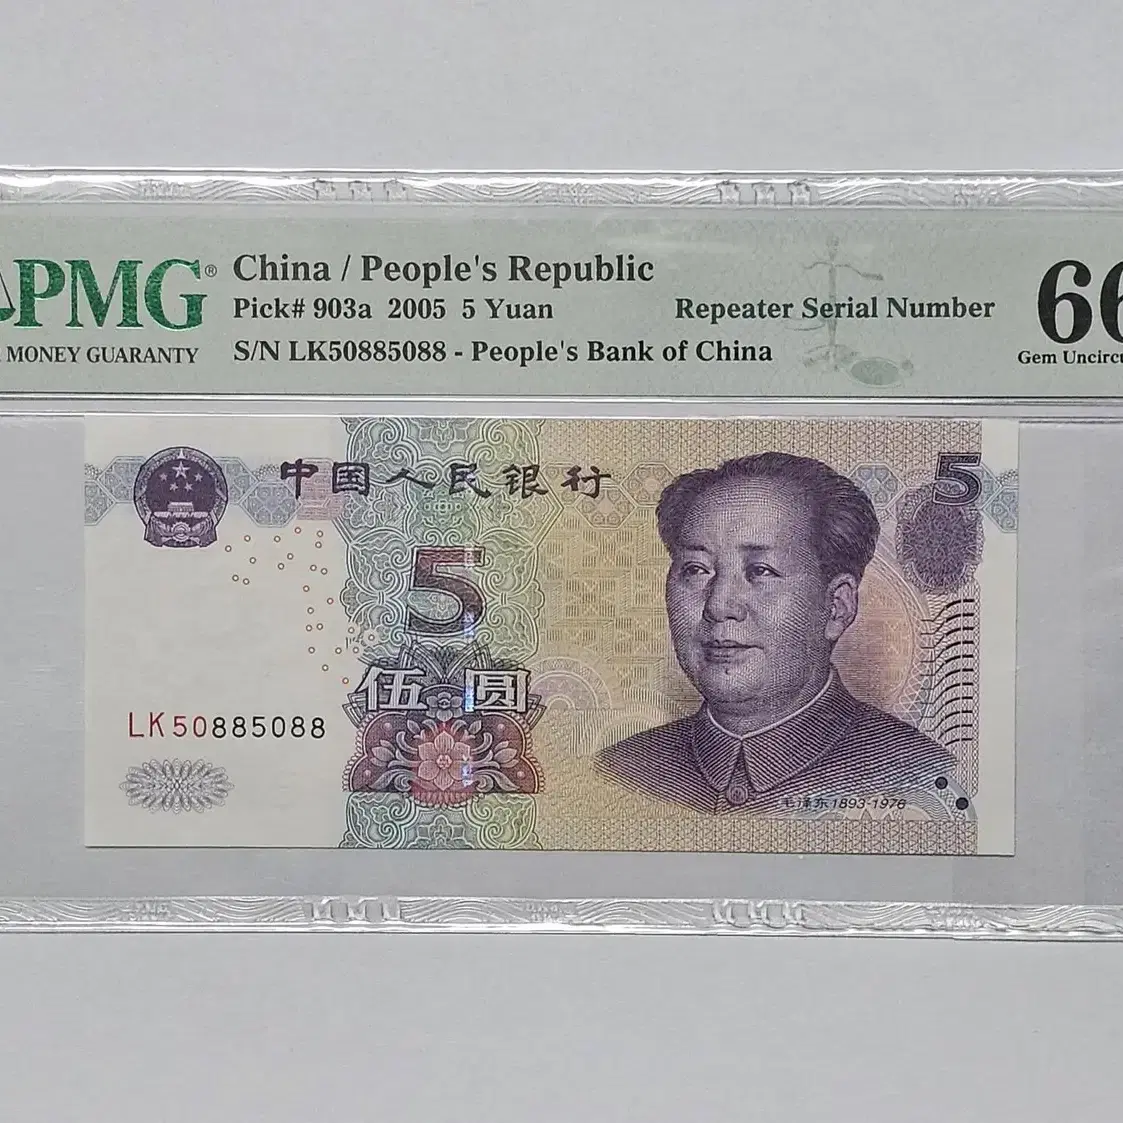 PMG®
MONEY GUARANTY
China / People's Republic
Pick# 903a 2005 5 Yuan
Repeater Serial Number
S/N LK50885088 - People's Bank of China
66
Gem Uncircu
中国人民银行
5
5
伍圆
LK50885088
毛泽东1893-1976